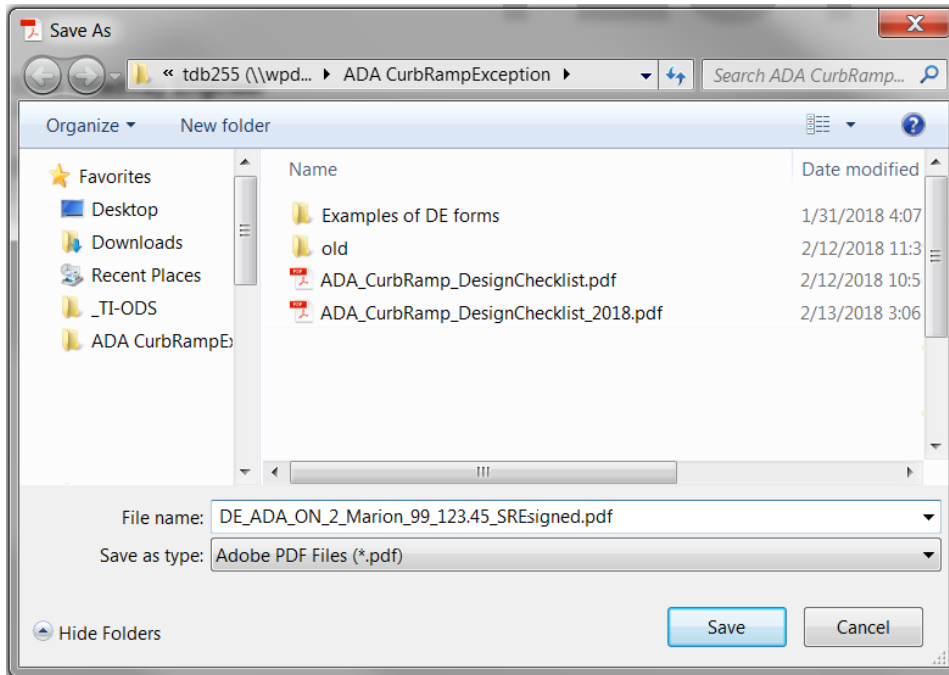 Save As
« tdb255 (\\wpd... ▸ ADA CurbRampException ▸
Search ADA CurbRamp...
Organize
New folder
Favorites
Desktop
Downloads
Recent Places
_TI-ODS
ADA CurbRampEx
Name
Date modified
Examples of DE forms
1/31/2018 4:07
old
2/12/2018 11:3
ADA_CurbRamp_DesignChecklist.pdf
2/12/2018 10:5
ADA_CurbRamp_DesignChecklist_2018.pdf
2/13/2018 3:06
File name: DE_ADA_ON_2_Marion_99_123.45_SREsigned.pdf
Save as type: Adobe PDF Files (*.pdf)
Hide Folders
Save
Cancel